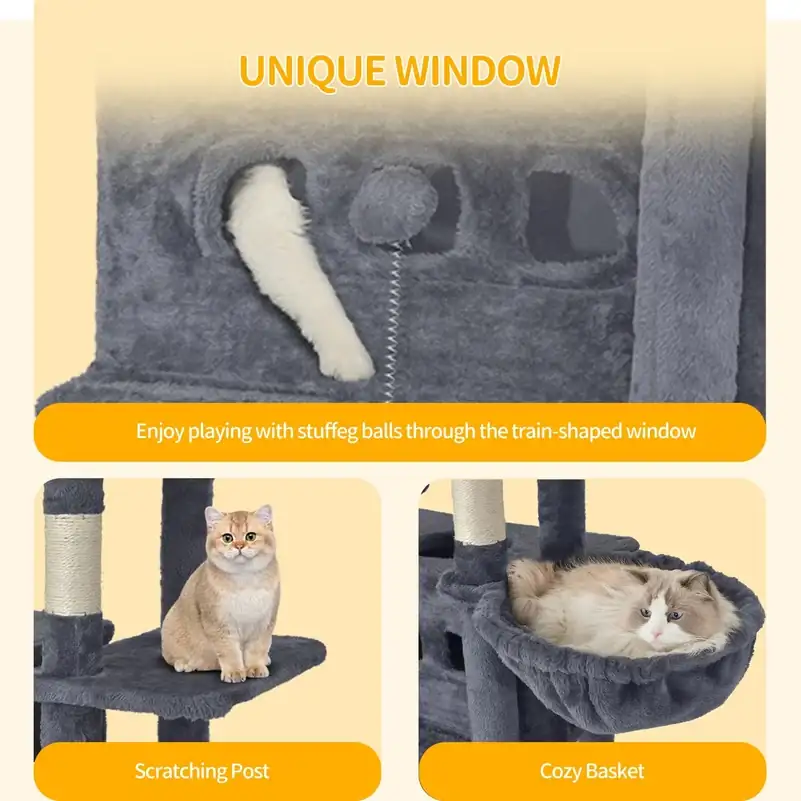 UNIQUE WINDOW
Enjoy playing with stuffeg balls through the train-shaped window
Scratching Post
Cozy Basket